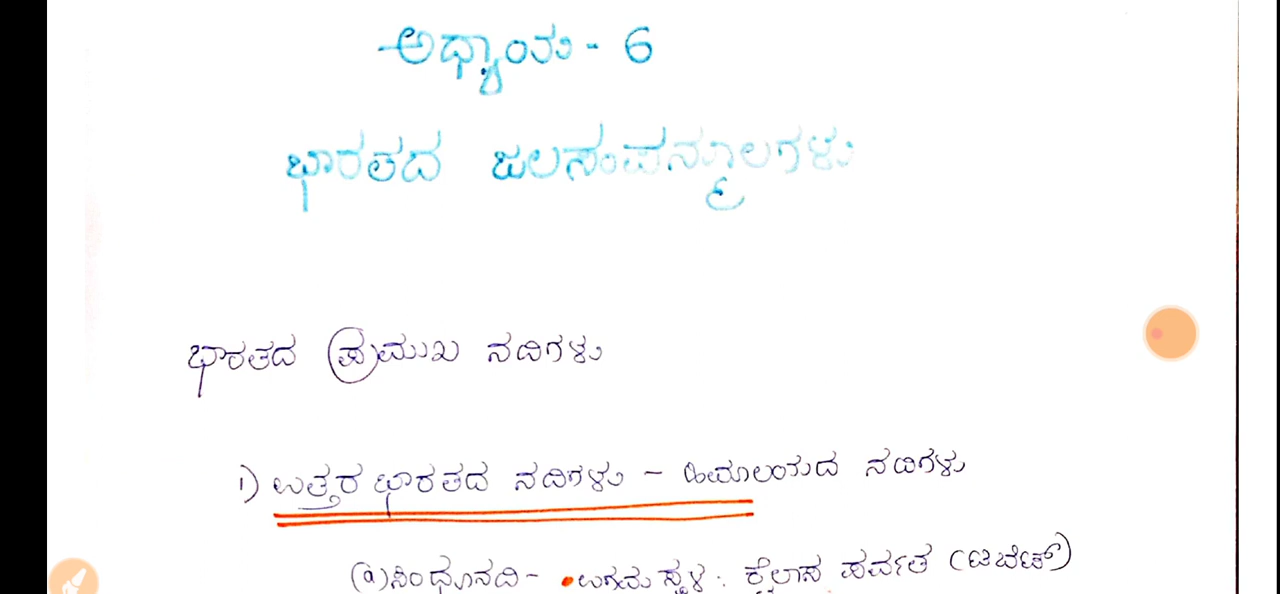 ಅಧ್ಯಾಯ - 6
ಭಾರತದ ಜಲಸಂಪನ್ಮೂಲಗಳು
ಭಾರತದ ಪ್ರಮುಖ ನದಿಗಳು
1) ಉತ್ತರ ಭಾರತದ ನದಿಗಳು - ಹಿಮಾಲಯದ ನದಿಗಳು
(a) ಸಿಂಧೂನದಿ - • ಉಗಮ ಸ್ಥಳ : ಕೈಲಾಸ ಪರ್ವತ (ಟಿಬೆಟ್)